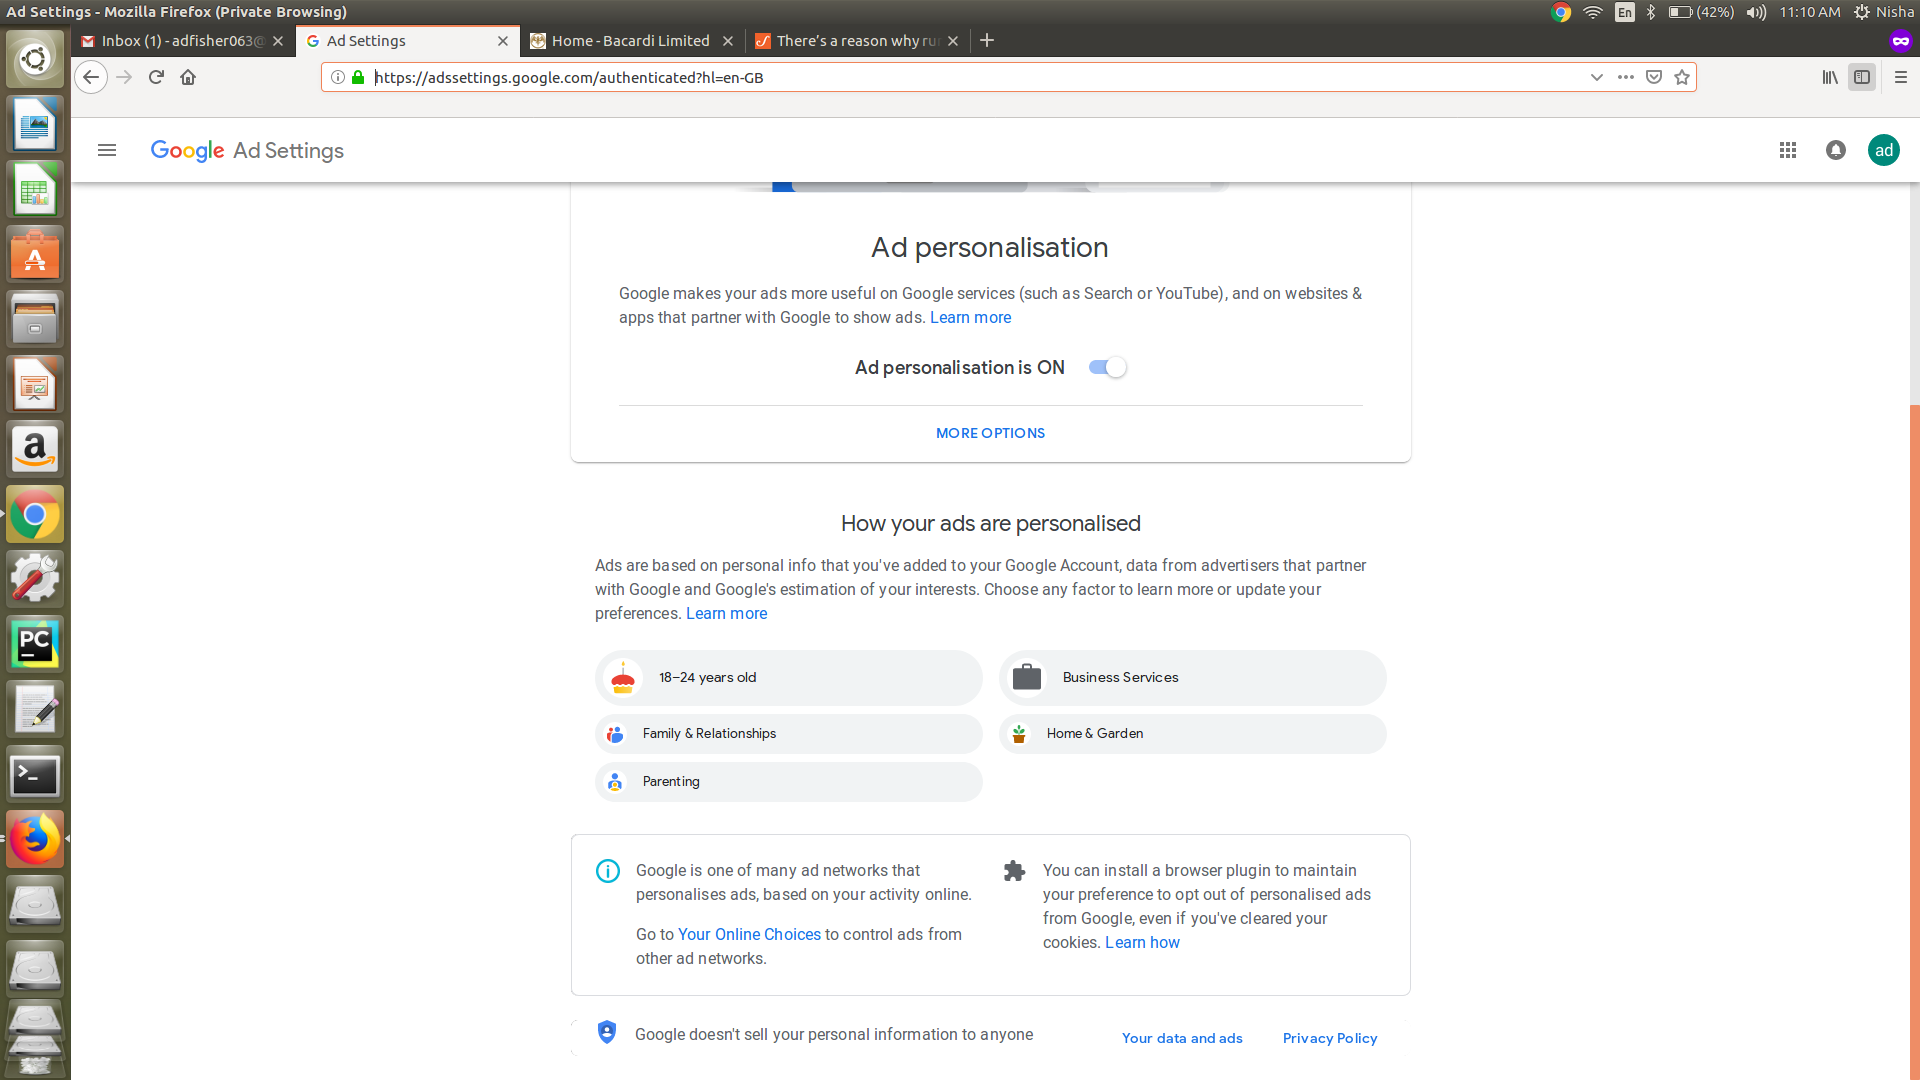 Ad Settings - Mozilla Firefox (Private Browsing)
En
(42%)
11:10 AM
Nisha
Inbox (1) - adfisher063@
Ad Settings
Home - Bacardi Limited
There's a reason why ru
https://adssettings.google.com/authenticated?hl=en-GB
Google Ad Settings
ad
Ad personalisation
Google makes your ads more useful on Google services (such as Search or YouTube), and on websites &
apps that partner with Google to show ads. Learn more
Ad personalisation is ON
MORE OPTIONS
How your ads are personalised
Ads are based on personal info that you've added to your Google Account, data from advertisers that partner
with Google and Google's estimation of your interests. Choose any factor to learn more or update your
preferences. Learn more
18–24 years old
Business Services
Family & Relationships
Home & Garden
Parenting
Google is one of many ad networks that
personalises ads, based on your activity online.
Go to Your Online Choices to control ads from
other ad networks.
You can install a browser plugin to maintain
your preference to opt out of personalised ads
from Google, even if you've cleared your
cookies. Learn how
Google doesn't sell your personal information to anyone
Your data and ads
Privacy Policy
PC